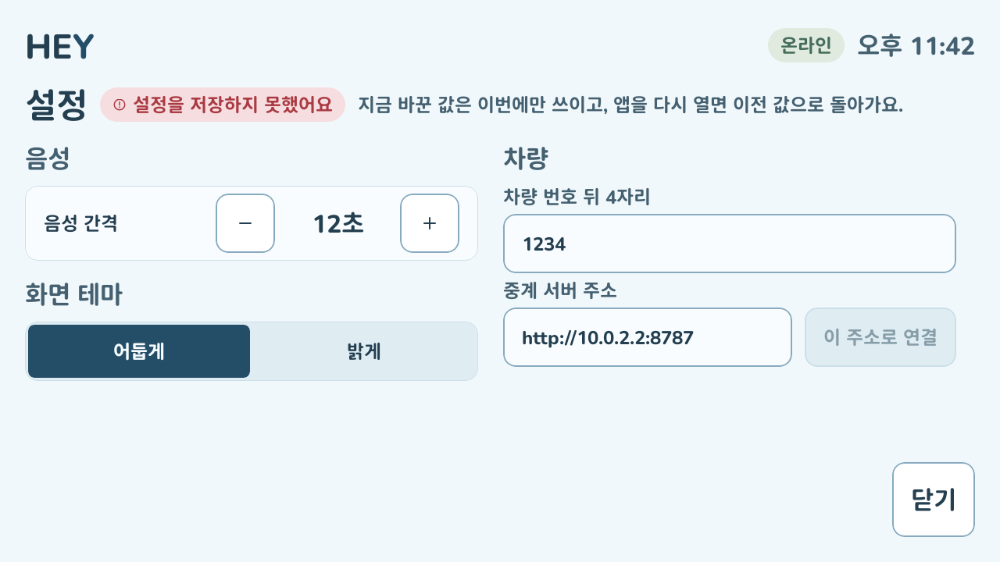 HEY
온라인 오후 11:42
설정 설정을 저장하지 못했어요 지금 바꾼 값은 이번에만 쓰이고, 앱을 다시 열면 이전 값으로 돌아가요.
음성
음성 간격 − 12초 +
화면 테마
어둡게 밝게
차량
차량 번호 뒤 4자리
1234
중계 서버 주소
http://10.0.2.2:8787 이 주소로 연결
닫기